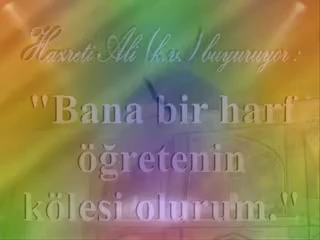 Hazreti Ali (k.v.) buyuruyor :
"Bana bir harf
öğretenin
kölesi olurum."